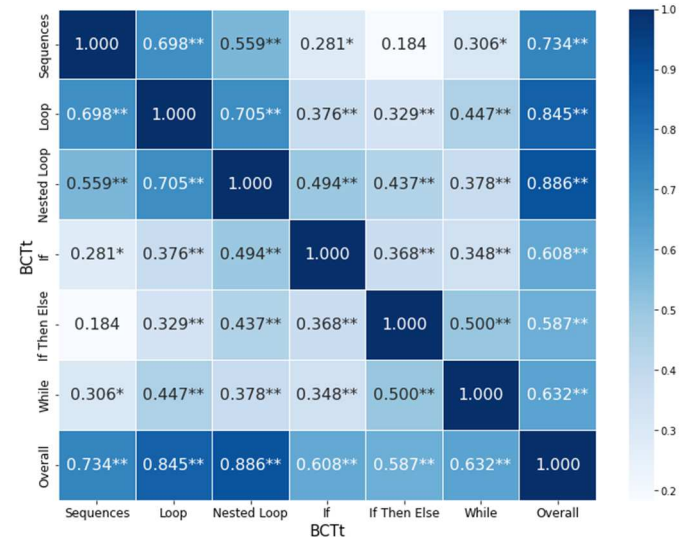 Sequences 1.000 0.698** 0.559** 0.281* 0.184 0.306* 0.734**
Loop 0.698** 1.000 0.705** 0.376** 0.329** 0.447** 0.845**
Nested Loop 0.559** 0.705** 1.000 0.494** 0.437** 0.378** 0.886**
If 0.281* 0.376** 0.494** 1.000 0.368** 0.348** 0.608**
If Then Else 0.184 0.329** 0.437** 0.368** 1.000 0.500** 0.587**
While 0.306* 0.447** 0.378** 0.348** 0.500** 1.000 0.632**
Overall 0.734** 0.845** 0.886** 0.608** 0.587** 0.632** 1.000
BCTt
Sequences Loop Nested Loop If If Then Else While Overall
BCTt
1.0
0.9
0.8
0.7
0.6
0.5
0.4
0.3
0.2